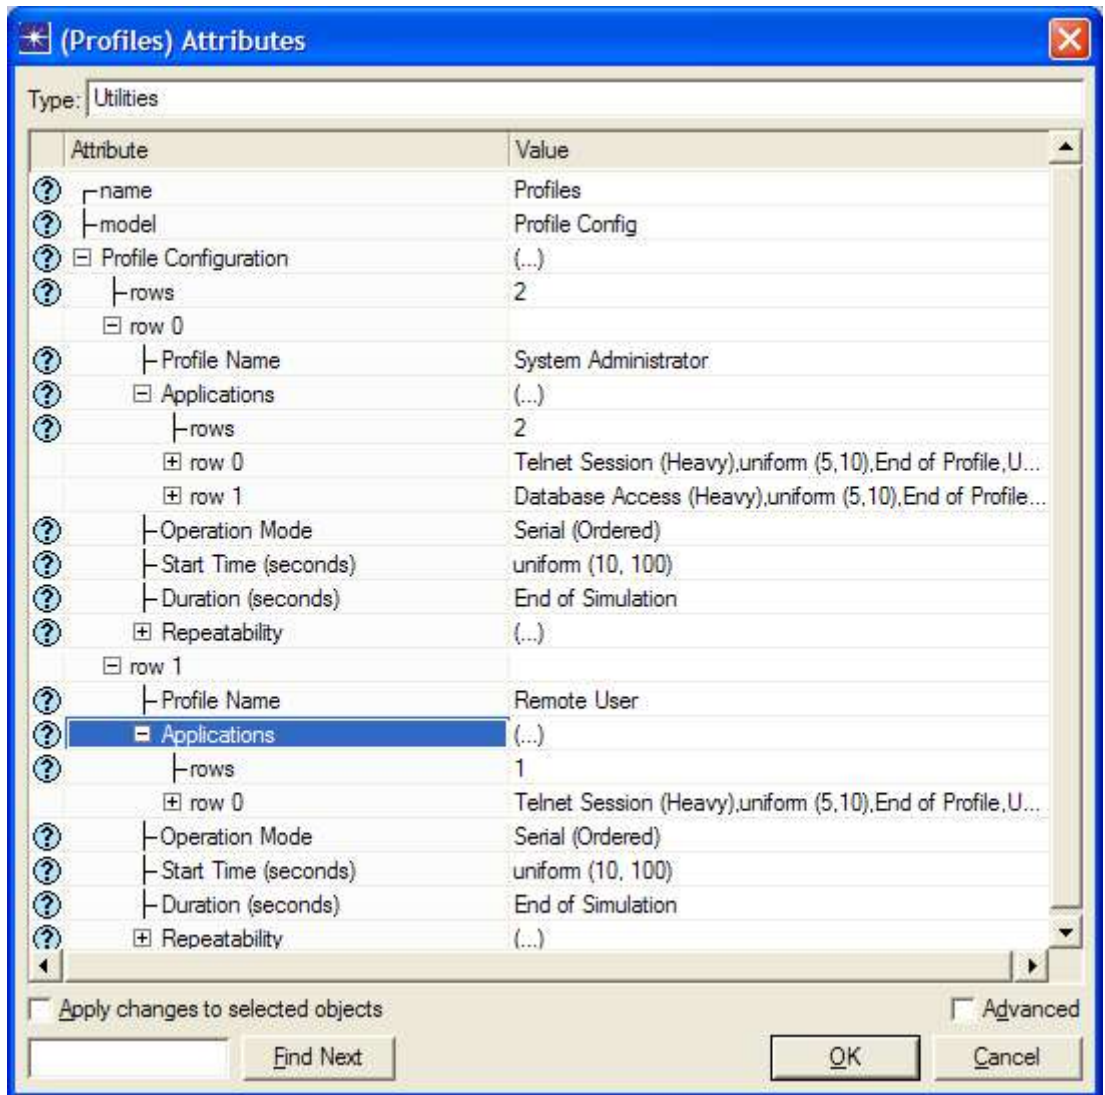 (Profiles) Attributes
Type: Utilities
Attribute Value
name Profiles
model Profile Config
Profile Configuration (...)
rows 2
row 0
Profile Name System Administrator
Applications (...)
rows 2
row 0 Telnet Session (Heavy),uniform (5,10),End of Profile,U...
row 1 Database Access (Heavy),uniform (5,10),End of Profile...
Operation Mode Serial (Ordered)
Start Time (seconds) uniform (10, 100)
Duration (seconds) End of Simulation
Repeatability (...)
row 1
Profile Name Remote User
Applications (...)
rows 1
row 0 Telnet Session (Heavy),uniform (5,10),End of Profile,U...
Operation Mode Serial (Ordered)
Start Time (seconds) uniform (10, 100)
Duration (seconds) End of Simulation
Repeatability (...)
Apply changes to selected objects Advanced
Find Next OK Cancel